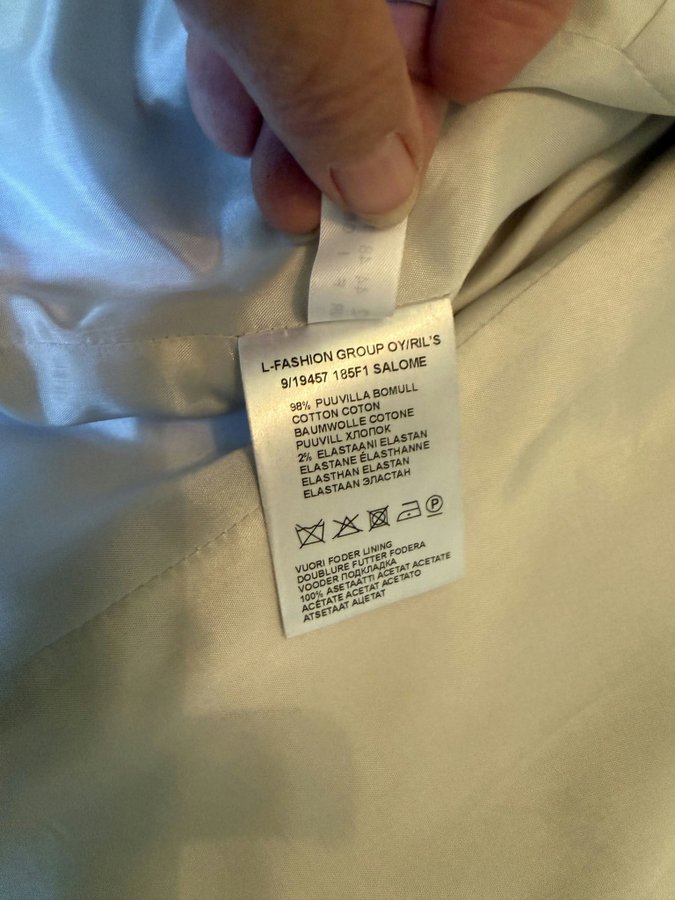 L-FASHION GROUP OY/RIL'S
9/19457 185F1 SALOME
98% PUUVILLA BOMULL
COTTON COTON
BAUMWOLLE COTONE
PUUVILL ХЛОПОК
2% ELASTAANI ELASTAN
ELASTANE ÉLASTHANNE
ELASTHAN ELASTAN
ELASTAAN ЭЛАСТАН
P
VUORI FODER LINING
DOUBLURE FUTTER FODERA
VOODER ПОДКЛАДКА
100% ASETAATTI ACETAT ACETATE
ACÉTATE ACETAT ACETATO
ATSETAAT АЦЕТАТ